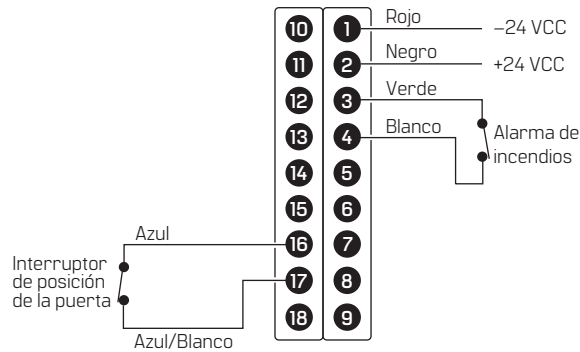 10 1 Rojo –24 VCC
11 2 Negro +24 VCC
12 3 Verde
13 4 Blanco
Alarma de
incendios
14 5
15 6
Azul
16 7
Interruptor
de posición
de la puerta
17 8
18 9
Azul/Blanco